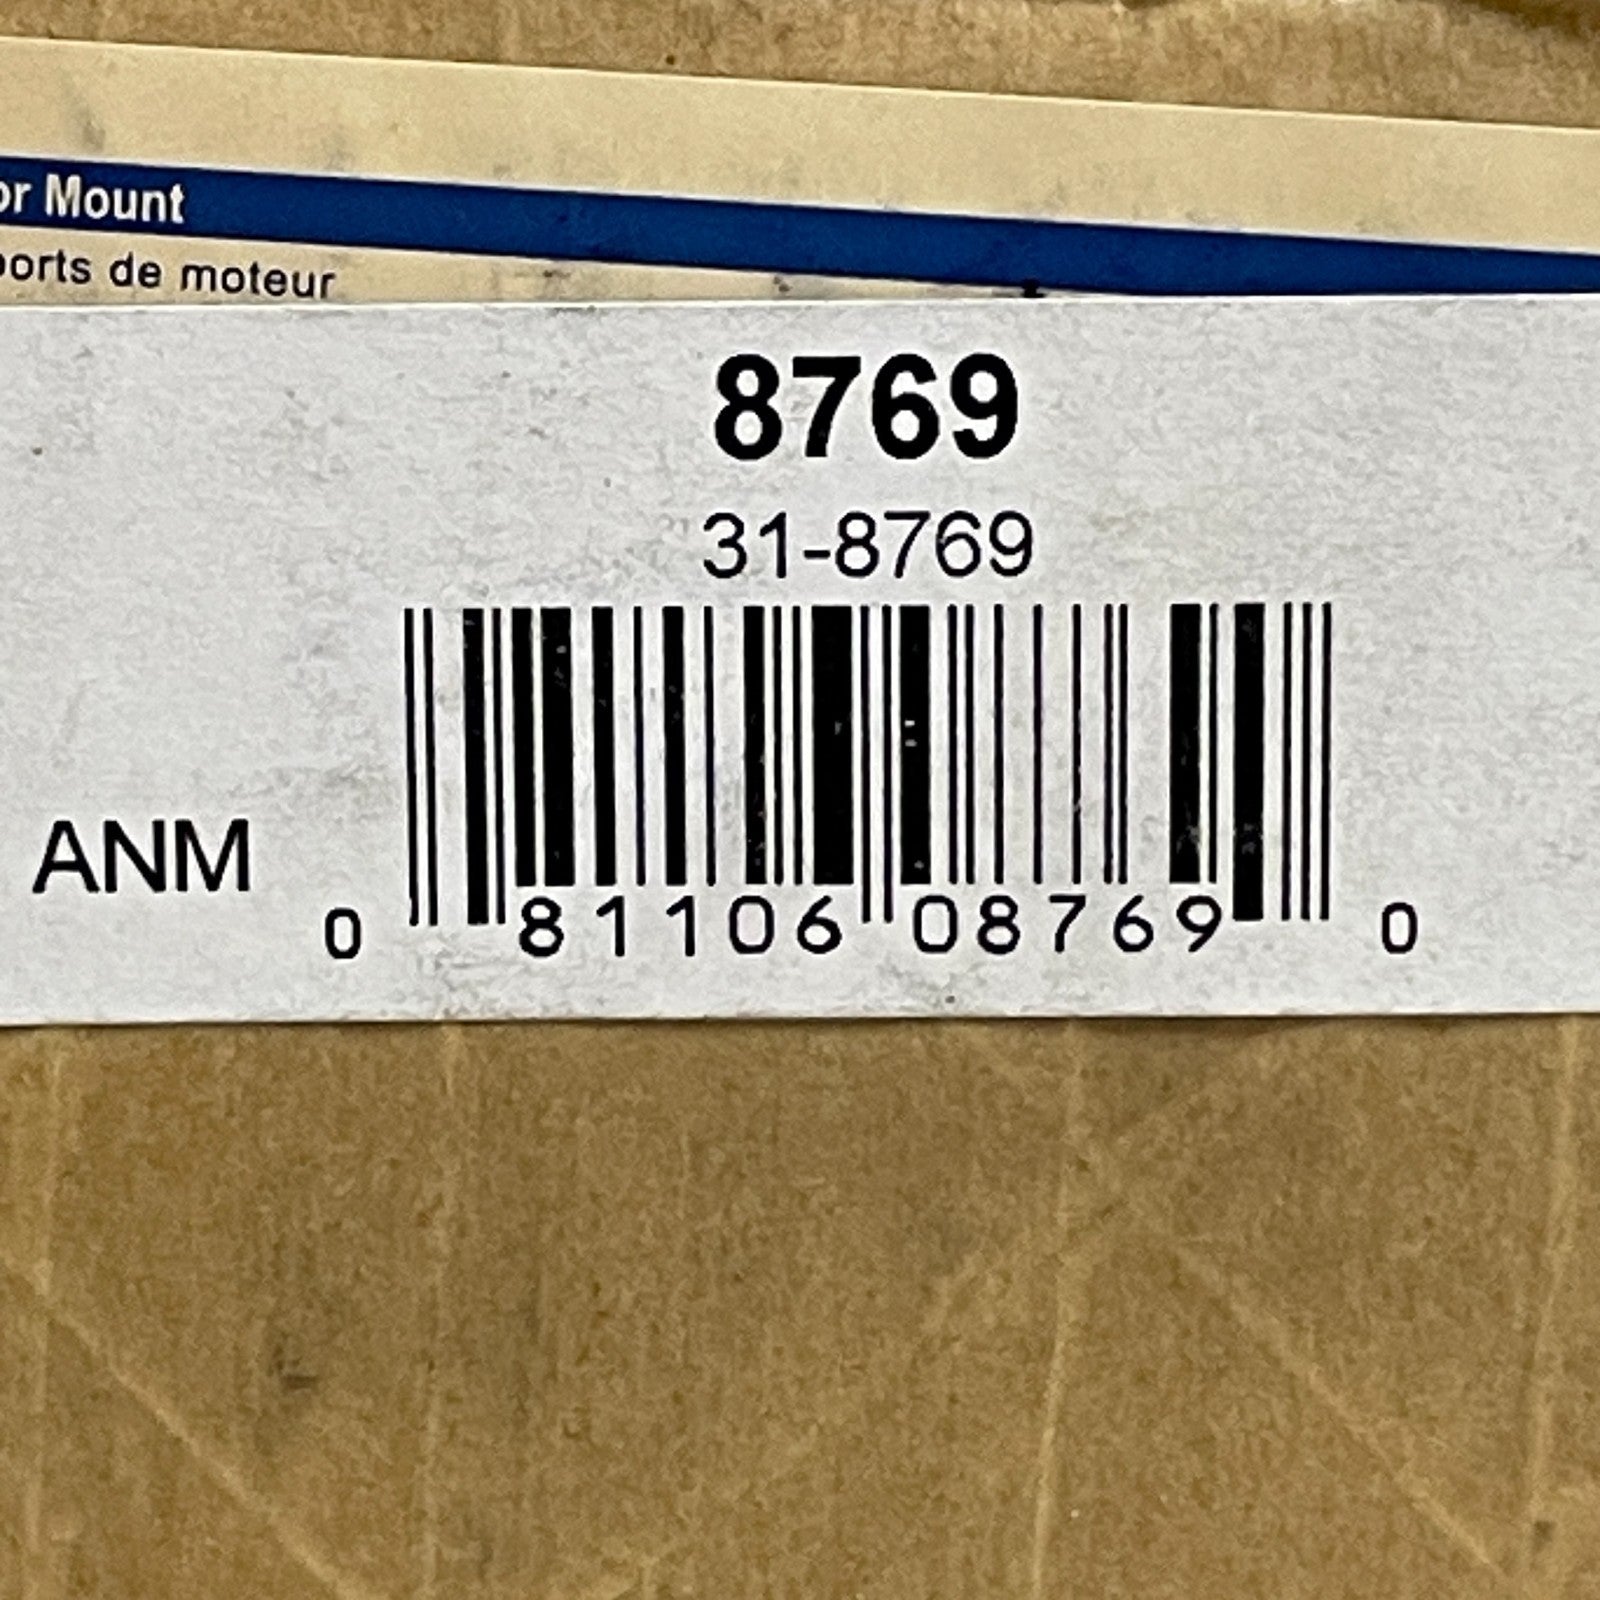 or Mount
ports de moteur
8769
31-8769
ANM
0 81106 08769 0